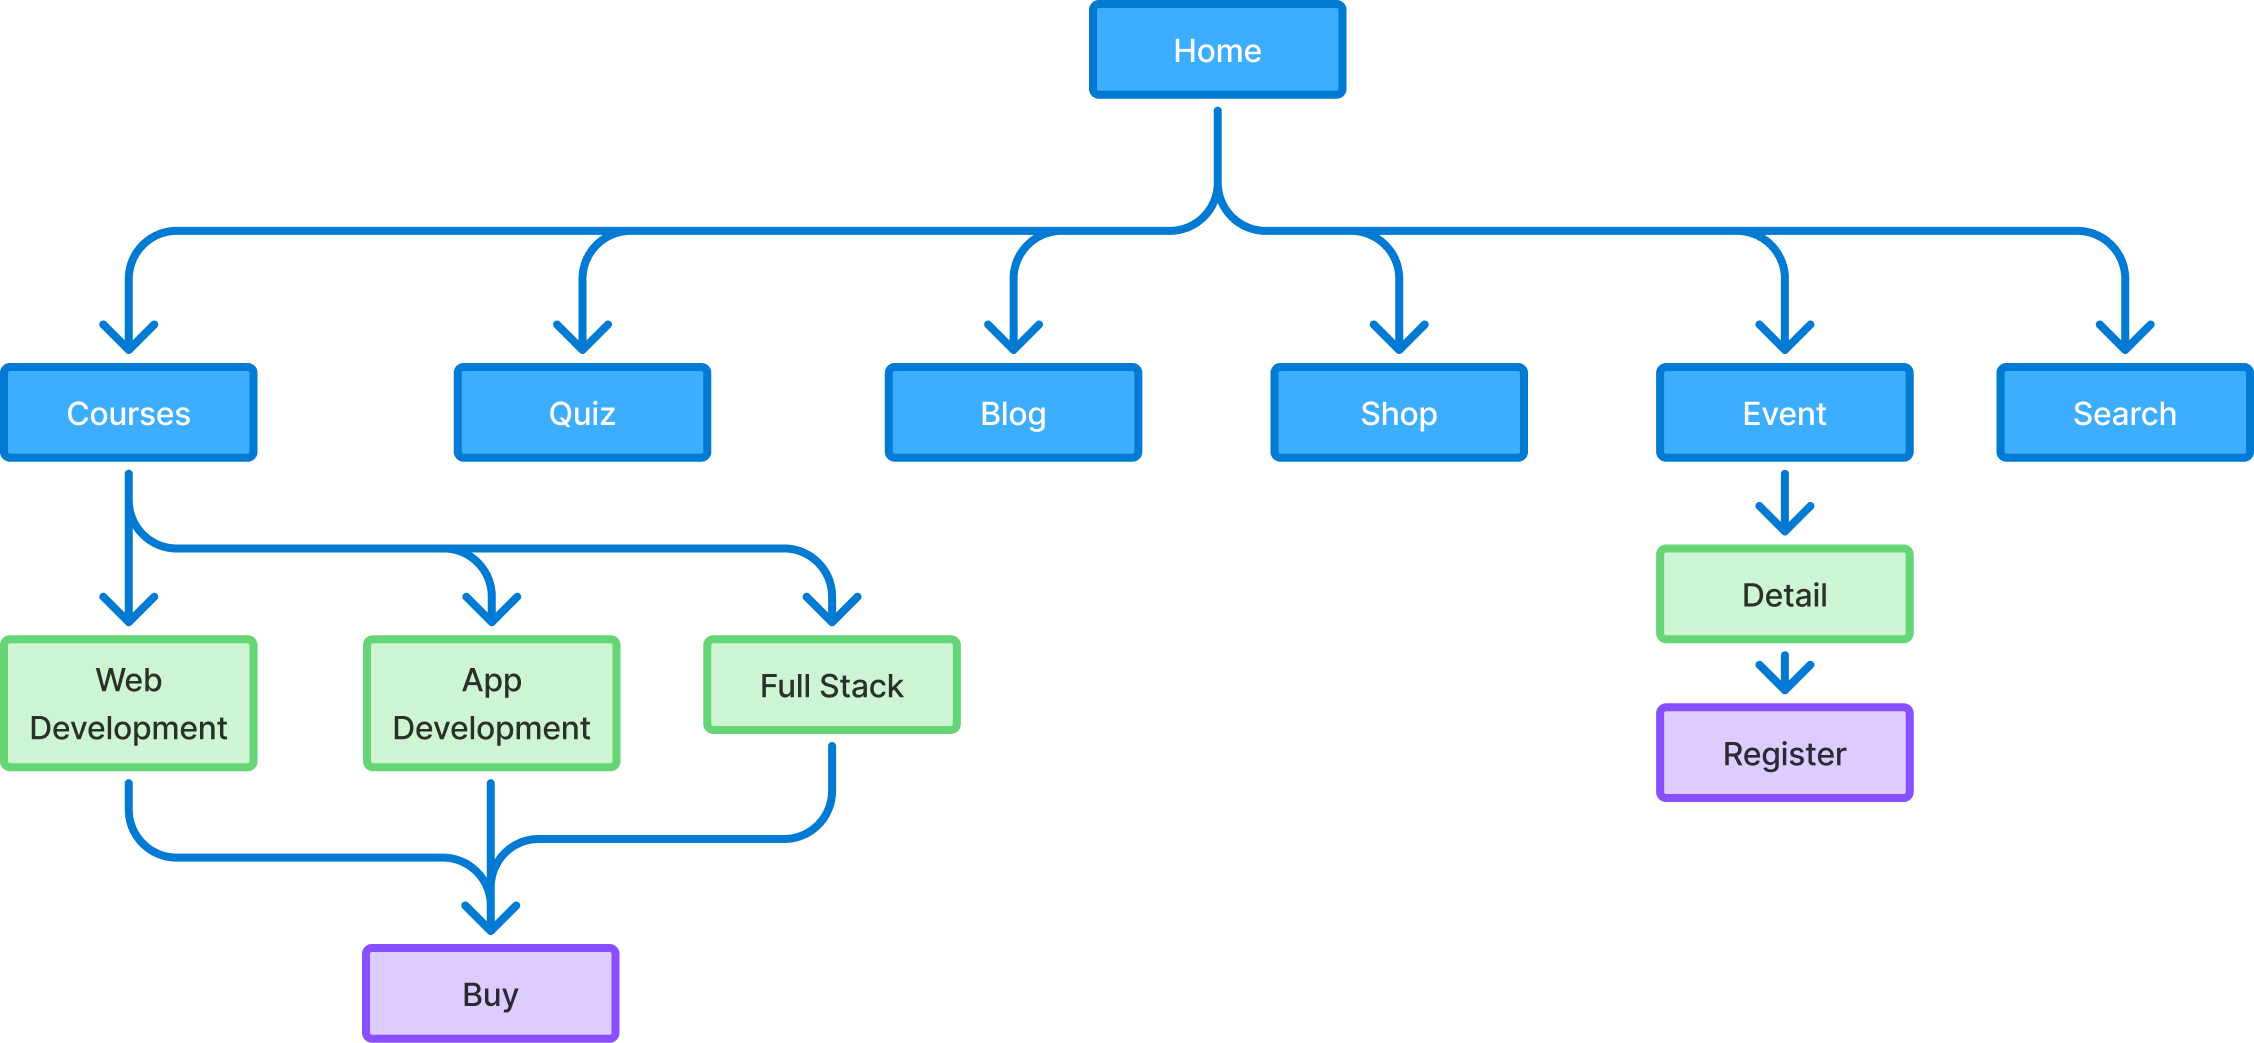 Home
Courses
Quiz
Blog
Shop
Event
Search
Detail
Web
Development
App
Development
Full Stack
Register
Buy